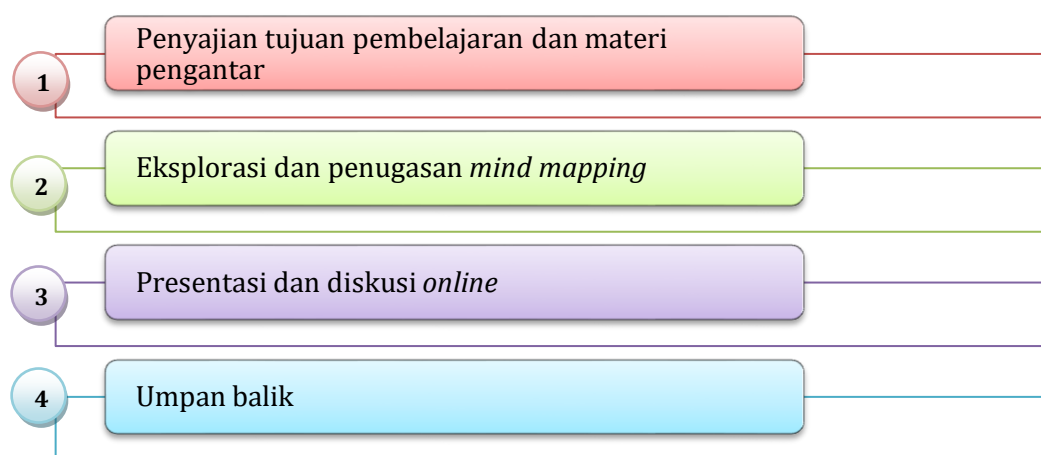 1
Penyajian tujuan pembelajaran dan materi
pengantar
2
Eksplorasi dan penugasan mind mapping
3
Presentasi dan diskusi online
4
Umpan balik